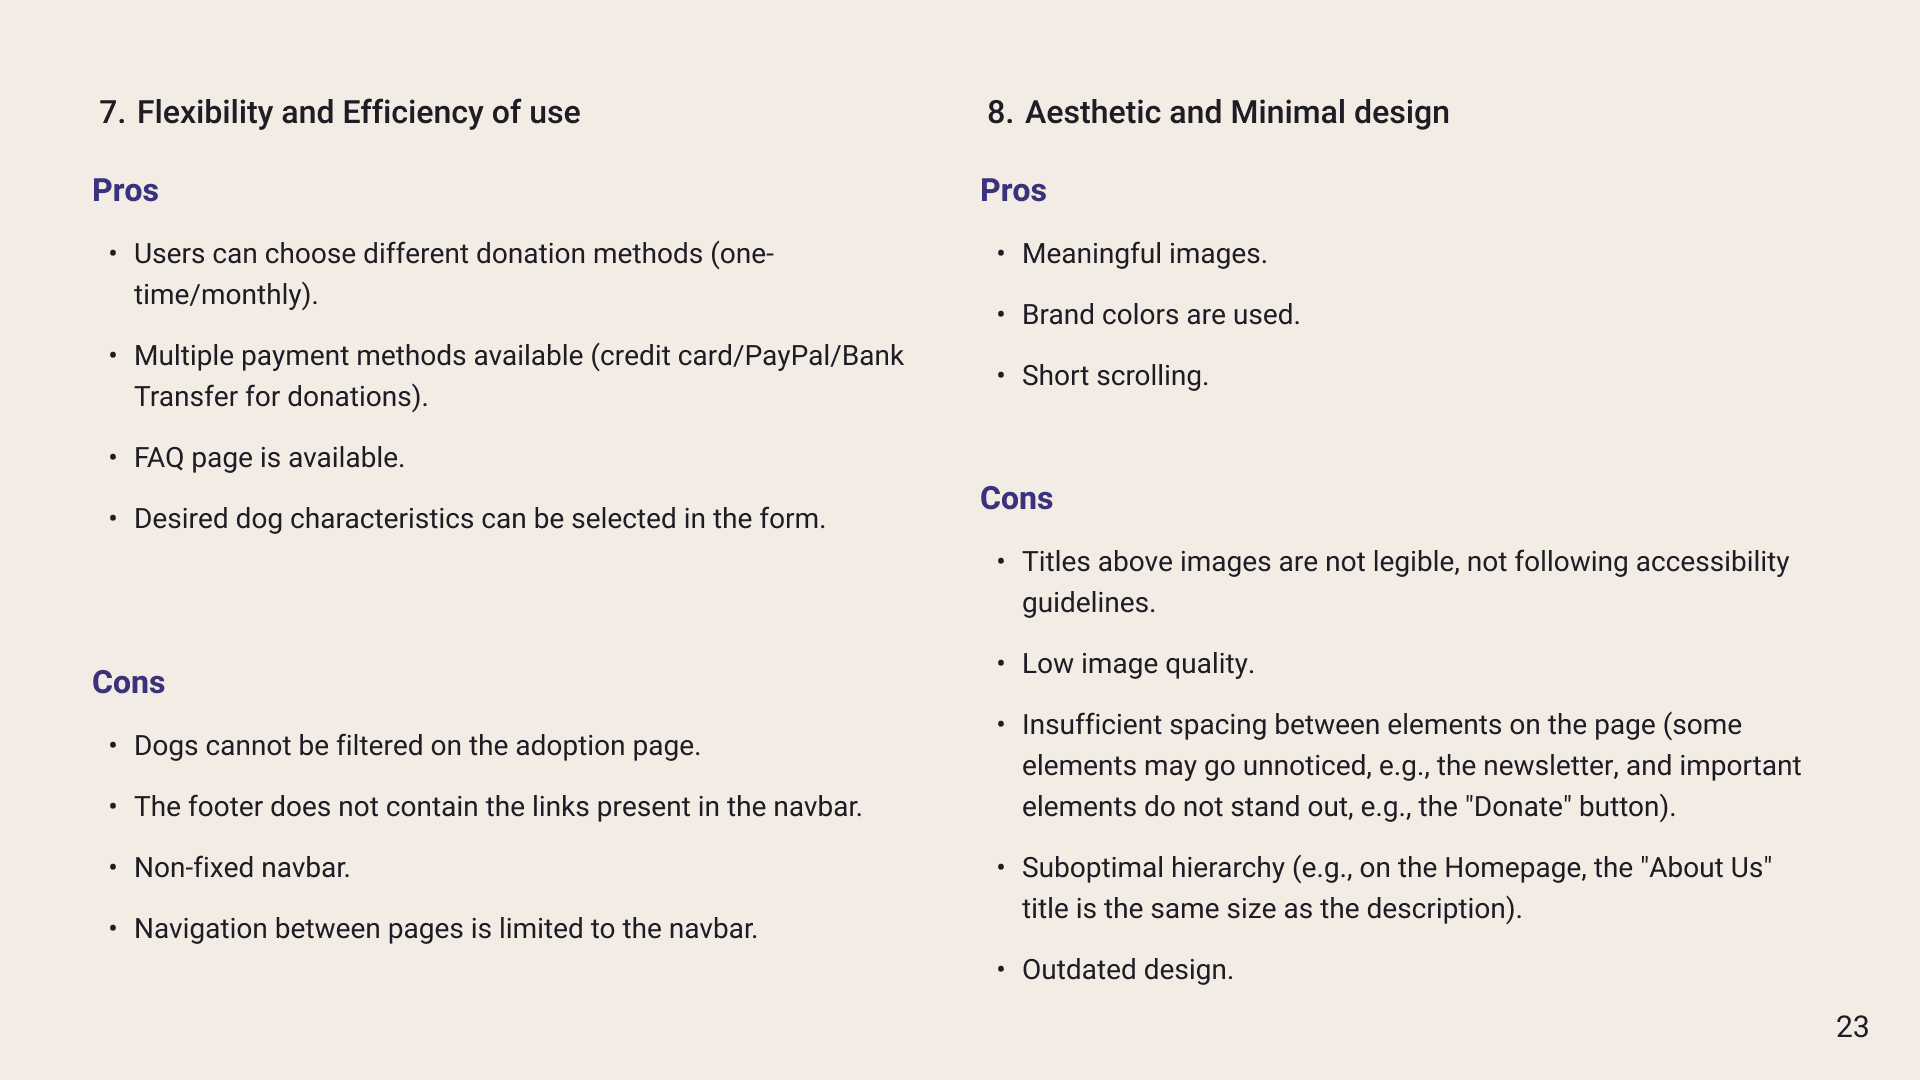 7. Flexibility and Efficiency of use
Pros
• Users can choose different donation methods (one-
time/monthly).
• Multiple payment methods available (credit card/PayPal/Bank
Transfer for donations).
• FAQ page is available.
• Desired dog characteristics can be selected in the form.
Cons
• Dogs cannot be filtered on the adoption page.
• The footer does not contain the links present in the navbar.
• Non-fixed navbar.
• Navigation between pages is limited to the navbar.
8. Aesthetic and Minimal design
Pros
• Meaningful images.
• Brand colors are used.
• Short scrolling.
Cons
• Titles above images are not legible, not following accessibility
guidelines.
• Low image quality.
• Insufficient spacing between elements on the page (some
elements may go unnoticed, e.g., the newsletter, and important
elements do not stand out, e.g., the "Donate" button).
• Suboptimal hierarchy (e.g., on the Homepage, the "About Us"
title is the same size as the description).
• Outdated design.
23